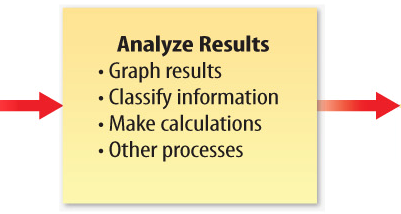 Analyze Results
• Graph results
• Classify information
• Make calculations
• Other processes